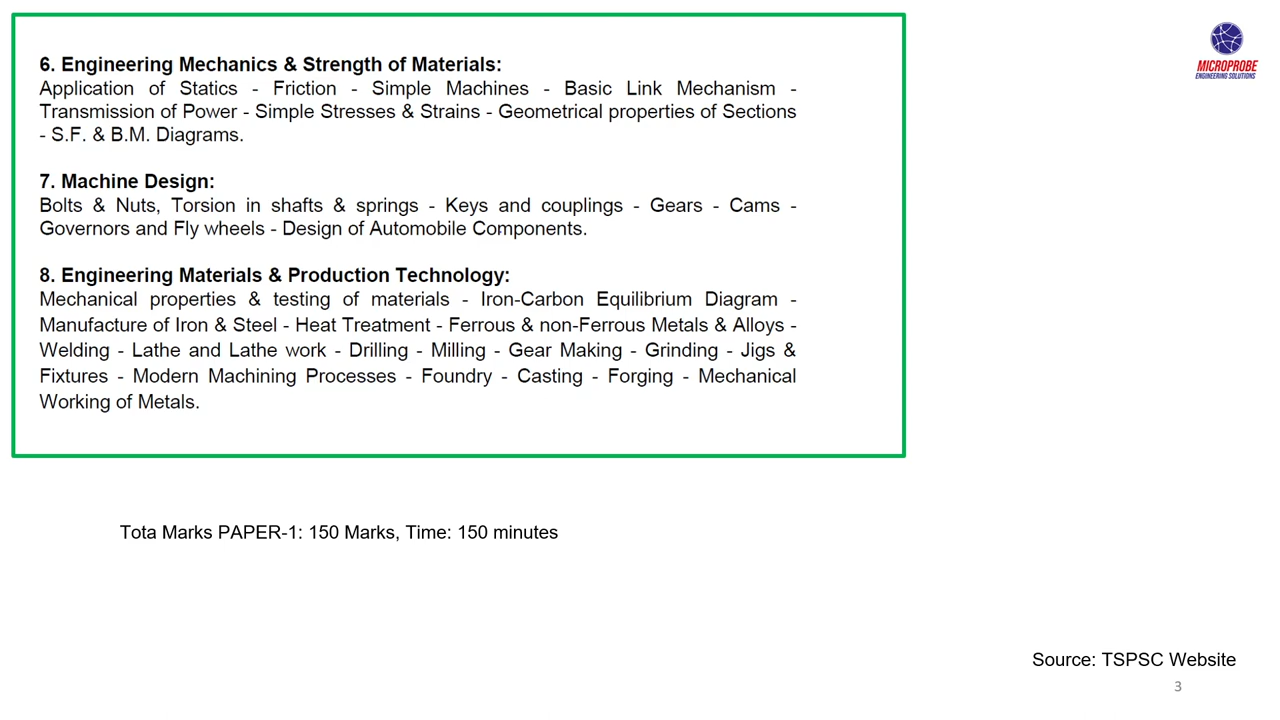 MICROPROBE
ENGINEERING SOLUTIONS
6. Engineering Mechanics & Strength of Materials:
Application of Statics - Friction - Simple Machines - Basic Link Mechanism -
Transmission of Power - Simple Stresses & Strains - Geometrical properties of Sections
- S.F. & B.M. Diagrams.
7. Machine Design:
Bolts & Nuts, Torsion in shafts & springs - Keys and couplings - Gears - Cams -
Governors and Fly wheels - Design of Automobile Components.
8. Engineering Materials & Production Technology:
Mechanical properties & testing of materials - Iron-Carbon Equilibrium Diagram -
Manufacture of Iron & Steel - Heat Treatment - Ferrous & non-Ferrous Metals & Alloys -
Welding - Lathe and Lathe work - Drilling - Milling - Gear Making - Grinding - Jigs &
Fixtures - Modern Machining Processes - Foundry - Casting - Forging - Mechanical
Working of Metals.
Tota Marks PAPER-1: 150 Marks, Time: 150 minutes
Source: TSPSC Website
3